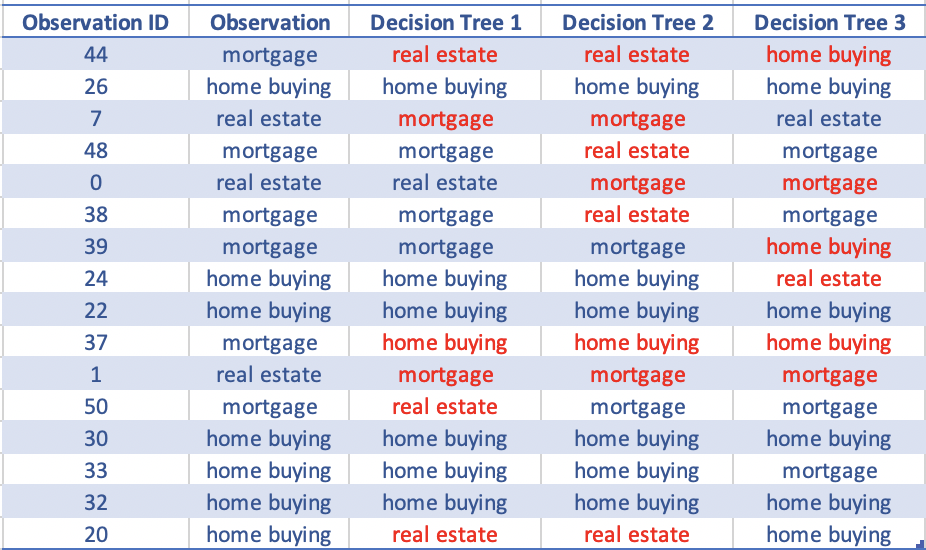 Observation ID Observation Decision Tree 1 Decision Tree 2 Decision Tree 3
44 mortgage real estate real estate home buying
26 home buying home buying home buying home buying
7 real estate mortgage mortgage real estate
48 mortgage mortgage real estate mortgage
0 real estate real estate mortgage mortgage
38 mortgage mortgage real estate mortgage
39 mortgage mortgage mortgage home buying
24 home buying home buying home buying real estate
22 home buying home buying home buying home buying
37 mortgage home buying home buying home buying
1 real estate mortgage mortgage mortgage
50 mortgage real estate mortgage mortgage
30 home buying home buying home buying home buying
33 home buying home buying home buying mortgage
32 home buying home buying home buying home buying
20 home buying real estate real estate home buying